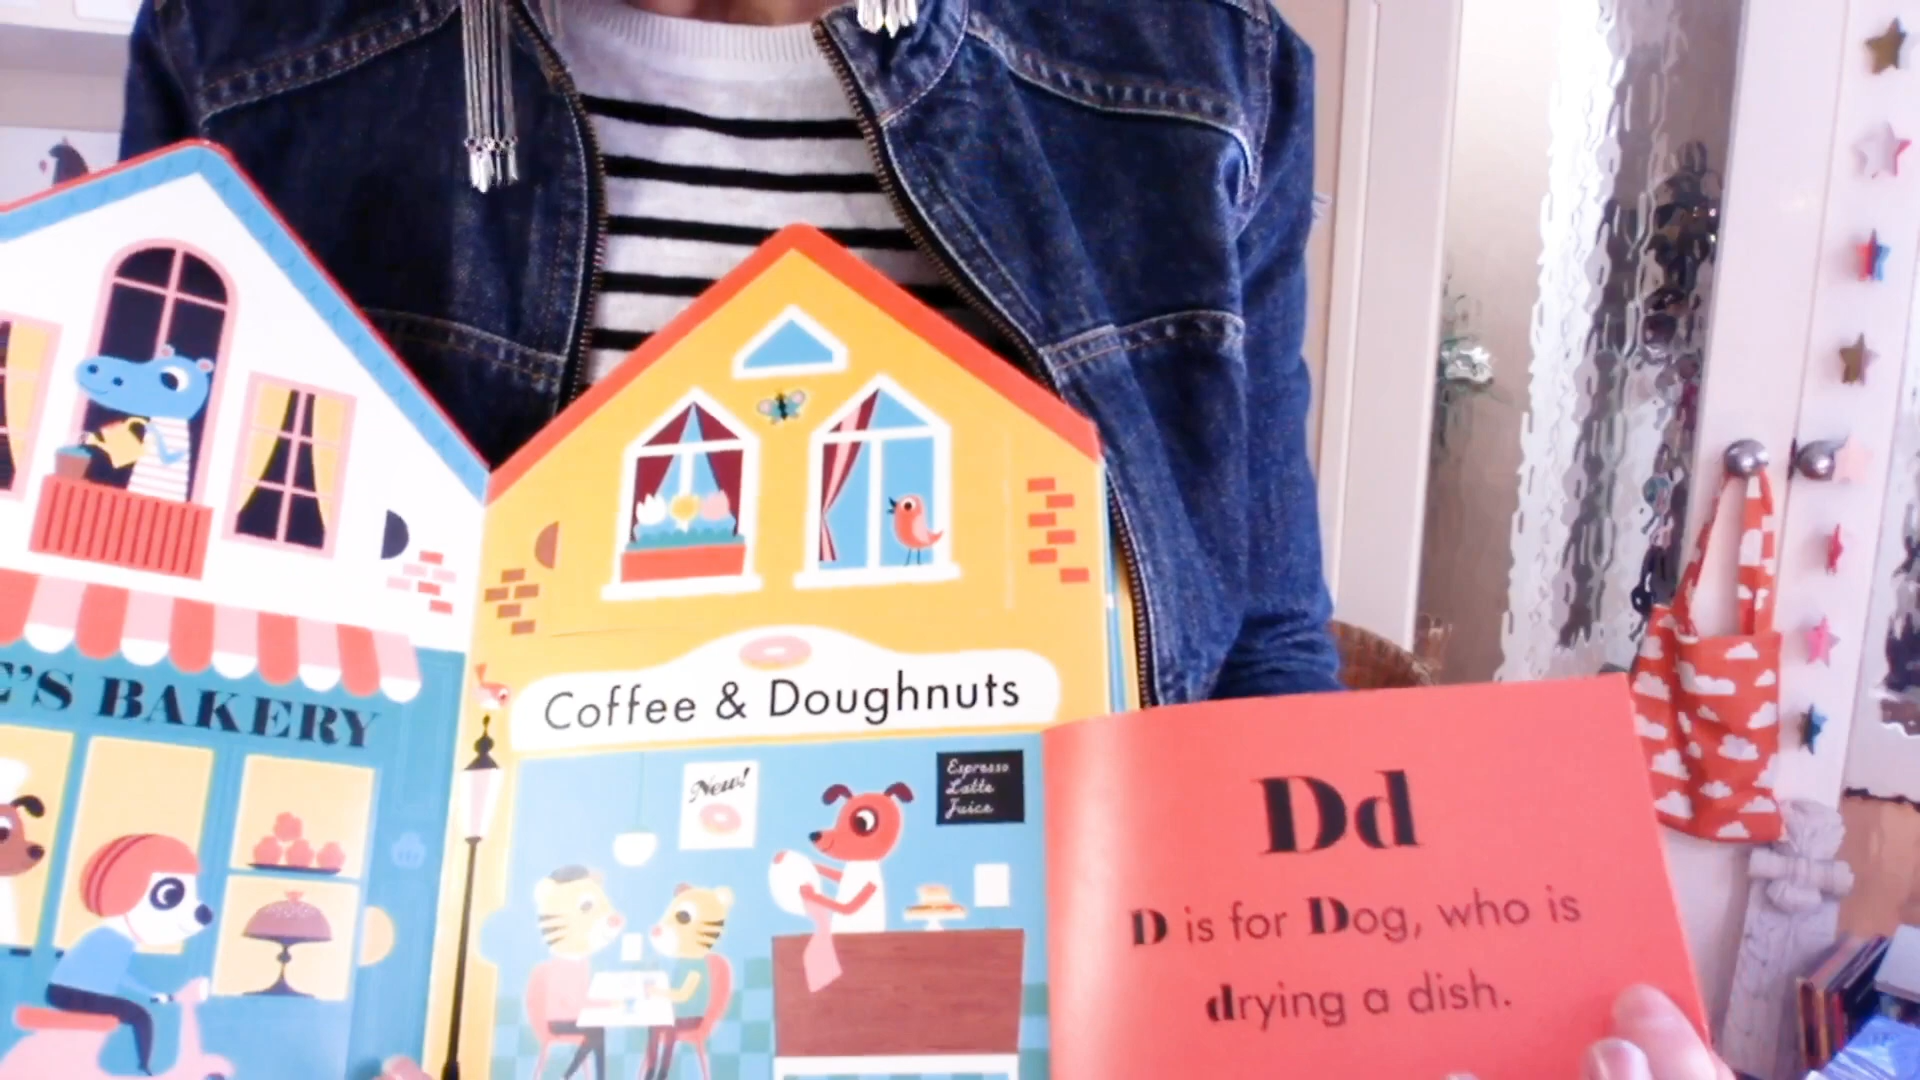 E'S BAKERY
Coffee & Doughnuts
New!
Espresso
Latte
Juice
Dd
D is for Dog, who is
drying a dish.